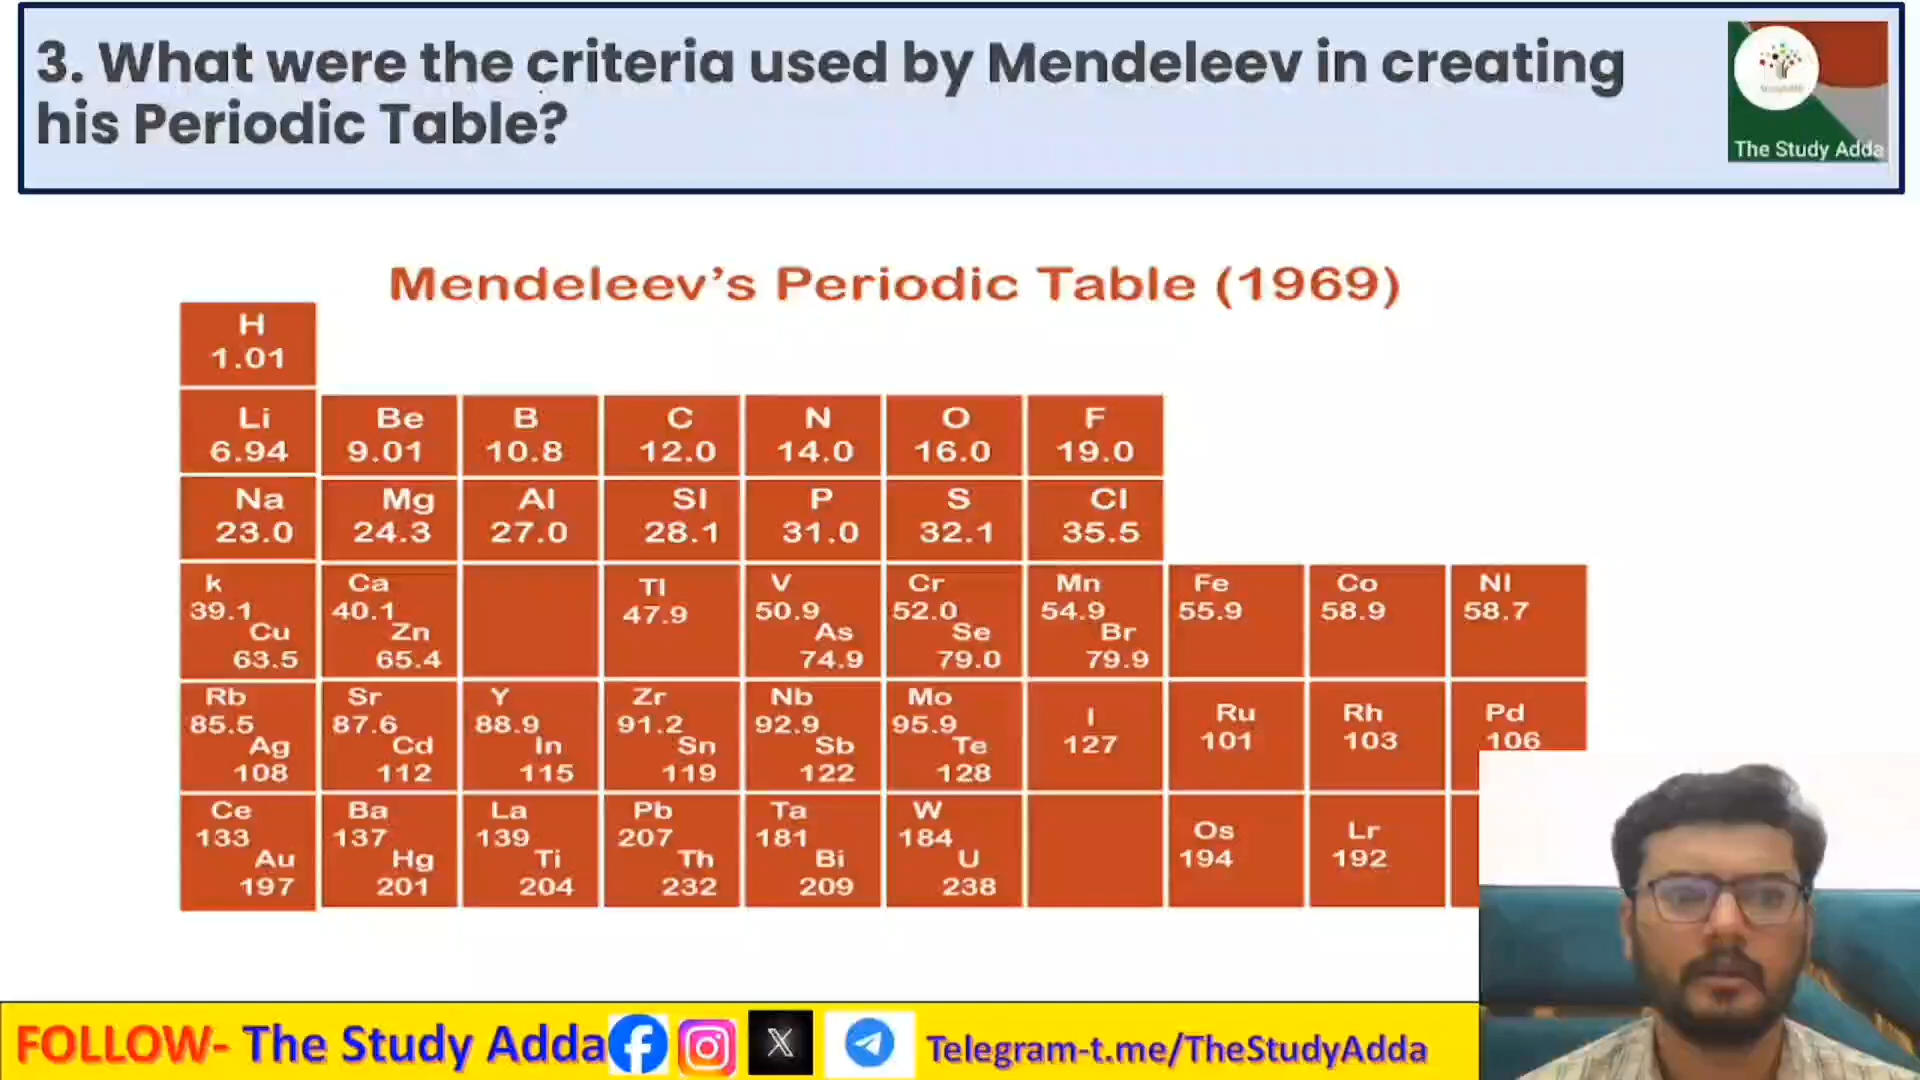 3. What were the criteria used by Mendeleev in creating
his Periodic Table?
The Study Adda
Mendeleev’s Periodic Table (1969)
H
1.01
Li Be B C N O F
6.94 9.01 10.8 12.0 14.0 16.0 19.0
Na Mg Al SI P S Cl
23.0 24.3 27.0 28.1 31.0 32.1 35.5
k Ca TI V Cr Mn Fe Co NI
39.1 40.1 47.9 50.9 52.0 54.9 55.9 58.9 58.7
Cu Zn As Se Br
63.5 65.4 74.9 79.0 79.9
Rb Sr Y Zr Nb Mo I Ru Rh Pd
85.5 87.6 88.9 91.2 92.9 95.9 127 101 103 106
Ag Cd In Sn Sb Te
108 112 115 119 122 128
Ce Ba La Pb Ta W Os Lr
133 137 139 207 181 184 194 192
Au Hg Ti Th Bi U
197 201 204 232 209 238
FOLLOW- The Study Adda Telegram-t.me/TheStudyAdda